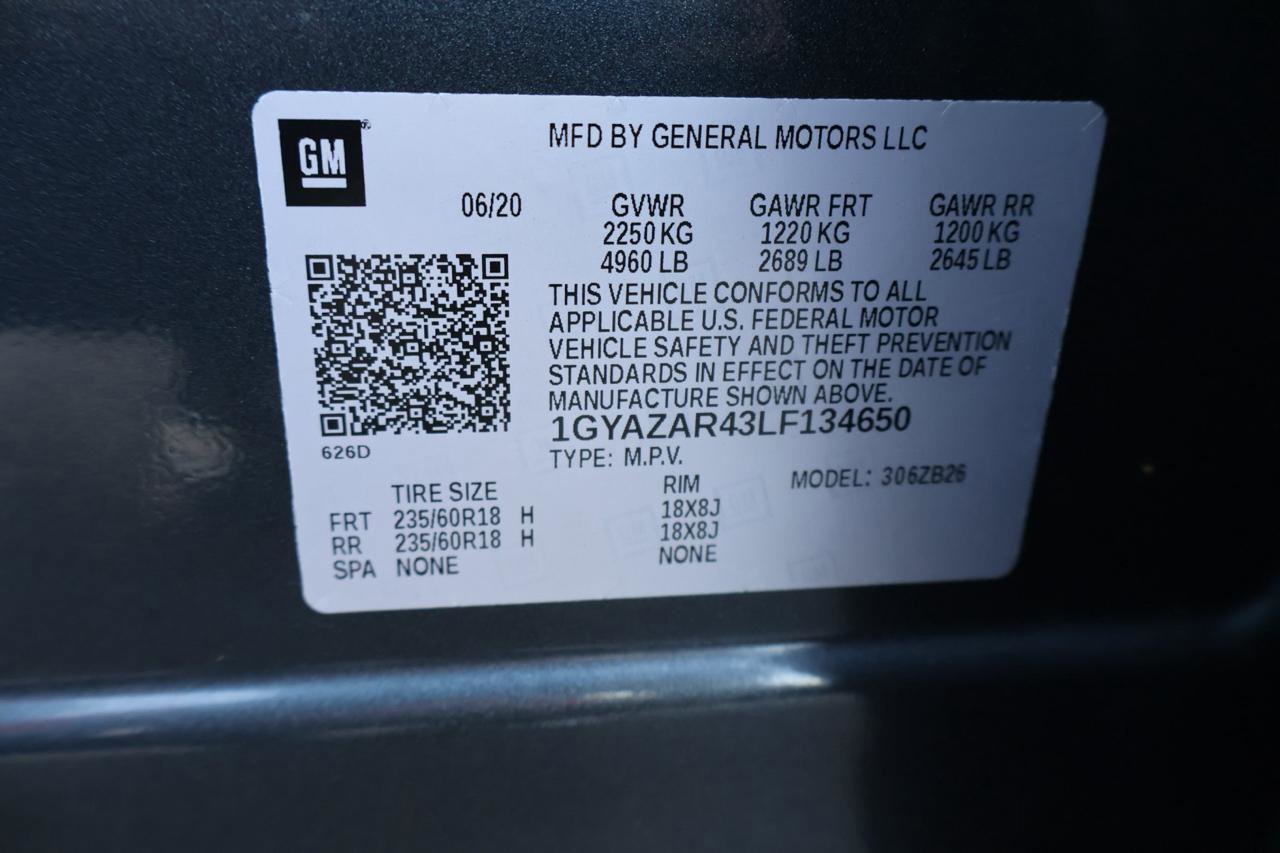 GM ®
MFD BY GENERAL MOTORS LLC
06/20 GVWR GAWR FRT GAWR RR
2250 KG 1220 KG 1200 KG
4960 LB 2689 LB 2645 LB
THIS VEHICLE CONFORMS TO ALL
APPLICABLE U.S. FEDERAL MOTOR
VEHICLE SAFETY AND THEFT PREVENTION
STANDARDS IN EFFECT ON THE DATE OF
MANUFACTURE SHOWN ABOVE.
1GYAZAR43LF134650
626D
TYPE: M.P.V.
TIRE SIZE RIM MODEL: 306ZB26
FRT 235/60R18 H 18X8J
RR 235/60R18 H 18X8J
SPA NONE NONE